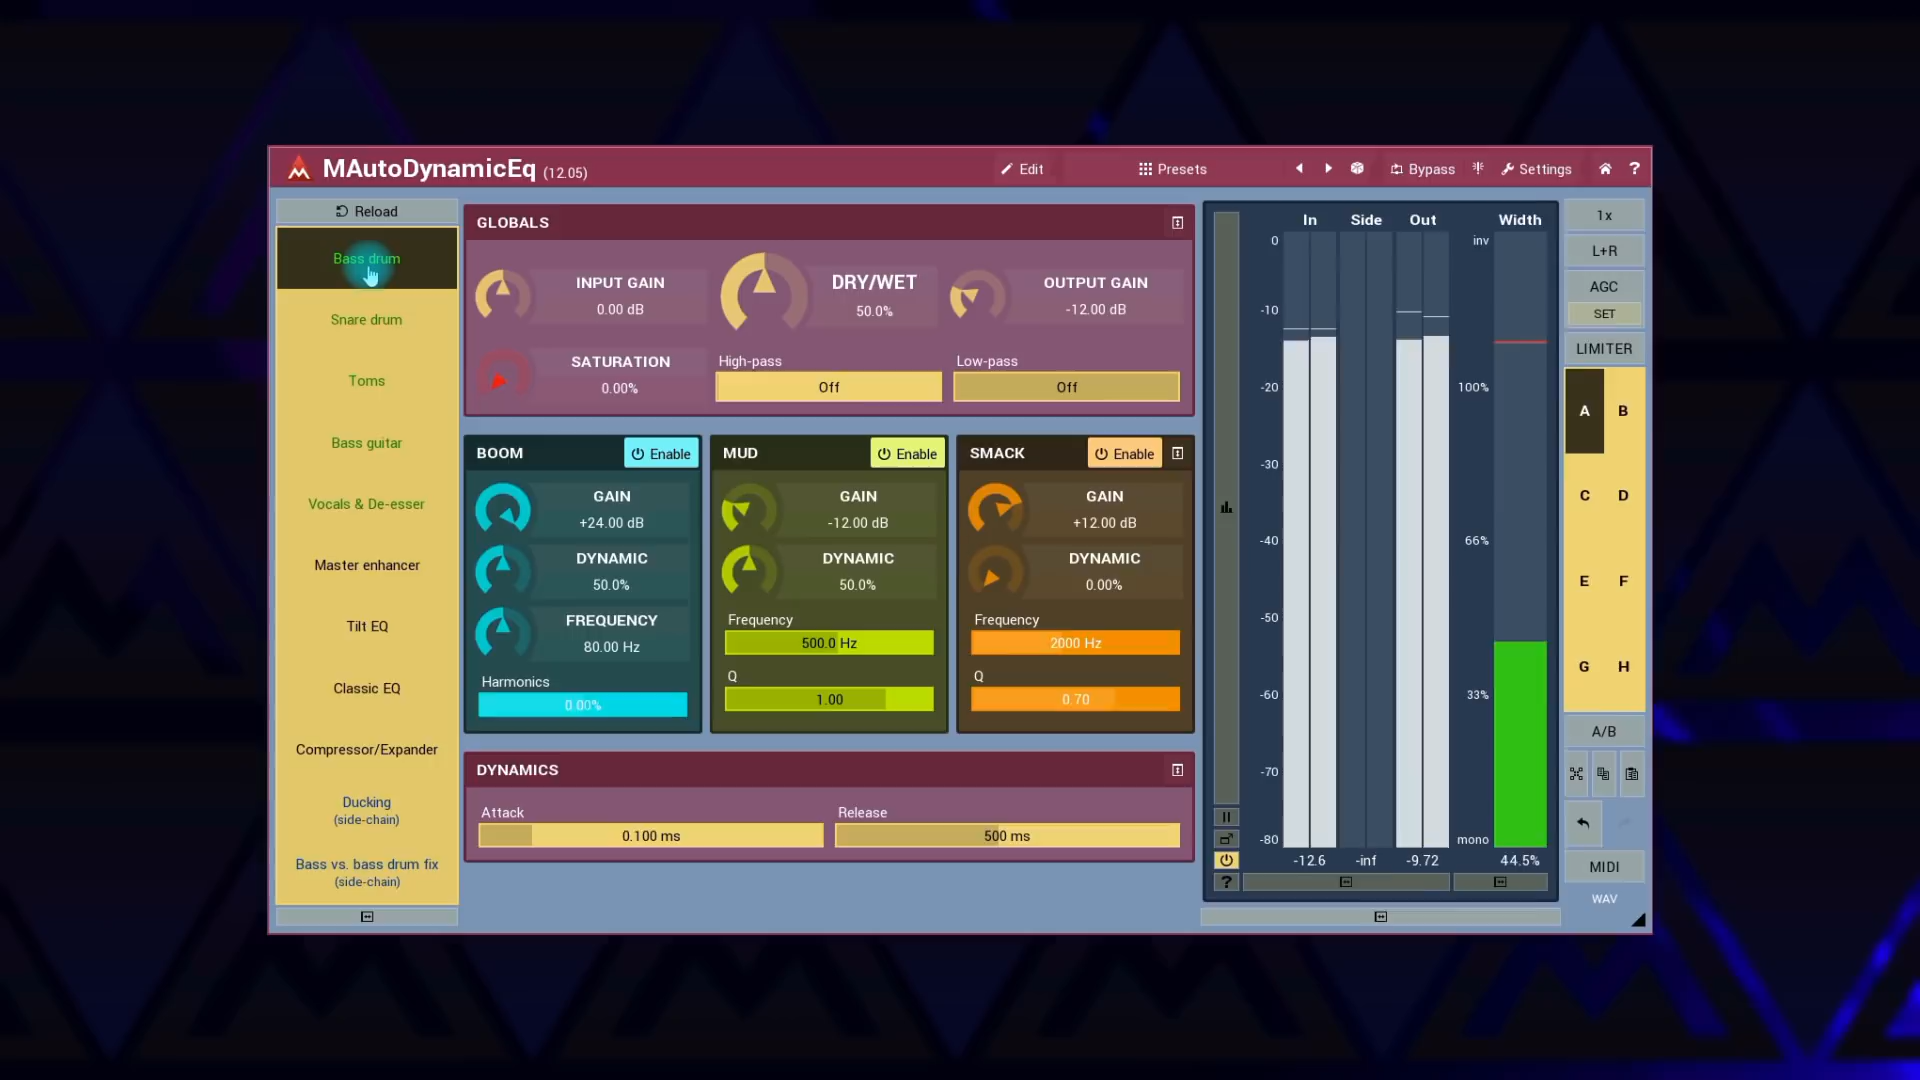 MAutoDynamicEq (12.05)
Edit
Presets
Bypass
Settings
?
Reload
Bass drum
Snare drum
Toms
Bass guitar
Vocals & De-esser
Master enhancer
Tilt EQ
Classic EQ
Compressor/Expander
Ducking
(side-chain)
Bass vs. bass drum fix
(side-chain)
GLOBALS
INPUT GAIN
0.00 dB
DRY/WET
50.0%
OUTPUT GAIN
-12.00 dB
SATURATION
0.00%
High-pass
Off
Low-pass
Off
BOOM
Enable
GAIN
+24.00 dB
DYNAMIC
50.0%
FREQUENCY
80.00 Hz
Harmonics
0.00%
MUD
Enable
GAIN
-12.00 dB
DYNAMIC
50.0%
Frequency
500.0 Hz
Q
1.00
SMACK
Enable
GAIN
+12.00 dB
DYNAMIC
0.00%
Frequency
2000 Hz
Q
0.70
DYNAMICS
Attack
0.100 ms
Release
500 ms
In Side Out Width
0
-10
-20
-30
-40
-50
-60
-70
-80
inv
100%
66%
33%
mono
-12.6 -inf -9.72 44.5%
?
1x
L+R
AGC
SET
LIMITER
A B
C D
E F
G H
A/B
MIDI
WAV